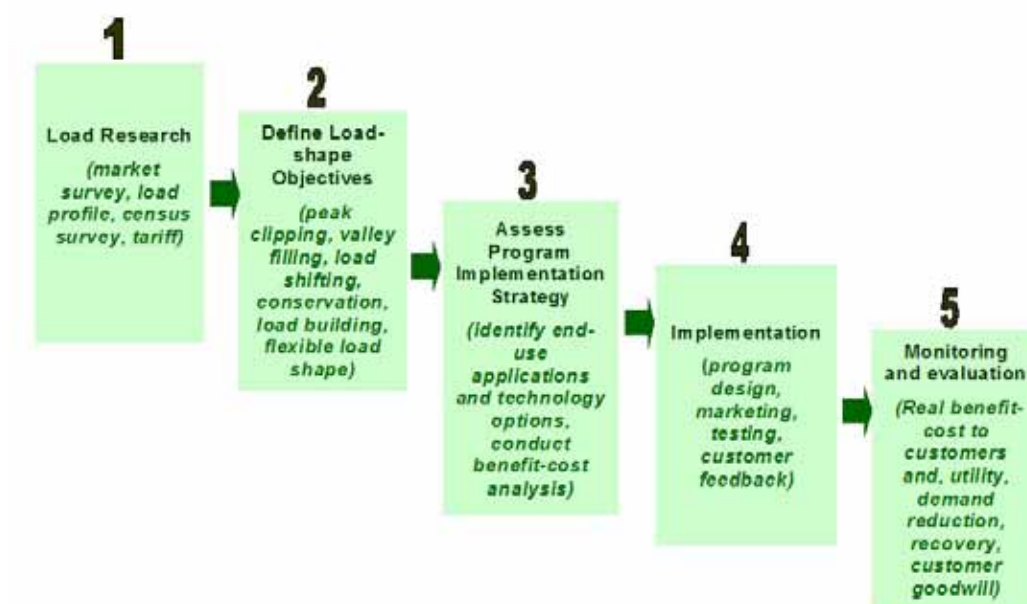 1
Load Research
(market
survey, load
profile, census
survey, tariff)
2
Define Load-
shape
Objectives
(peak
clipping, valley
filling, load
shifting,
conservation,
load building,
flexible load
shape)
3
Assess
Program
Implementation
Strategy
(identify end-
use
applications
and technology
options,
conduct
benefit-cost
analysis)
4
Implementation
(program
design,
marketing,
testing,
customer
feedback)
5
Monitoring
and evaluation
(Real benefit-
cost to
customers
and, utility,
demand
reduction,
recovery,
customer
goodwill)